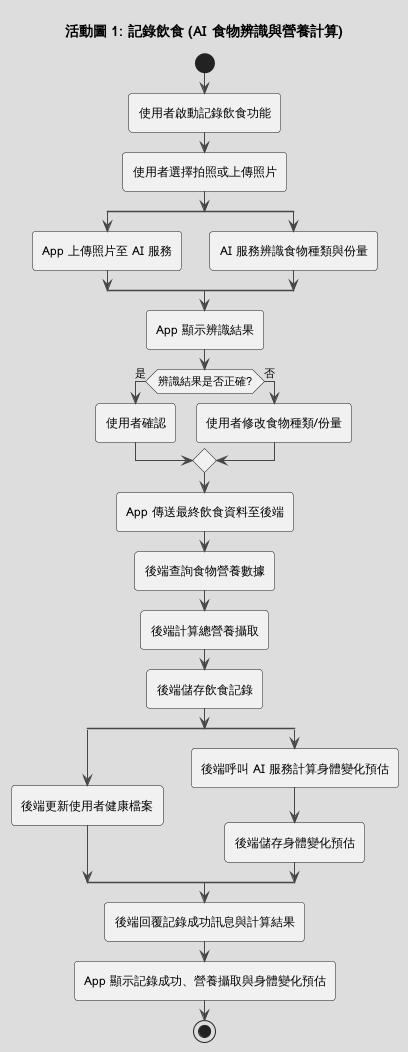 活動圖 1: 記錄飲食 (AI 食物辨識與營養計算)
使用者啟動記錄飲食功能
使用者選擇拍照或上傳照片
App 上傳照片至 AI 服務
AI 服務辨識食物種類與份量
App 顯示辨識結果
是
辨識結果是否正確?
否
使用者確認
使用者修改食物種類/份量
App 傳送最終飲食資料至後端
後端查詢食物營養數據
後端計算總營養攝取
後端儲存飲食記錄
後端呼叫 AI 服務計算身體變化預估
後端更新使用者健康檔案
後端儲存身體變化預估
後端回覆記錄成功訊息與計算結果
App 顯示記錄成功、營養攝取與身體變化預估